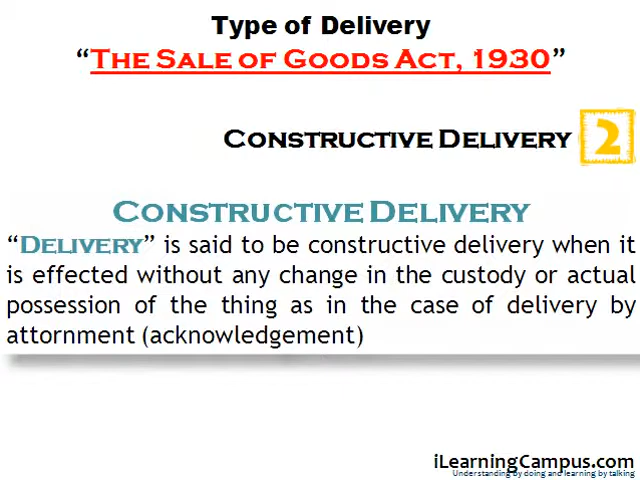 Type of Delivery
“The Sale of Goods Act, 1930”
Constructive Delivery 2
Constructive Delivery
“Delivery” is said to be constructive delivery when it
is effected without any change in the custody or actual
possession of the thing as in the case of delivery by
attornment (acknowledgement)
iLearningCampus.com
Understanding by doing and learning by talking